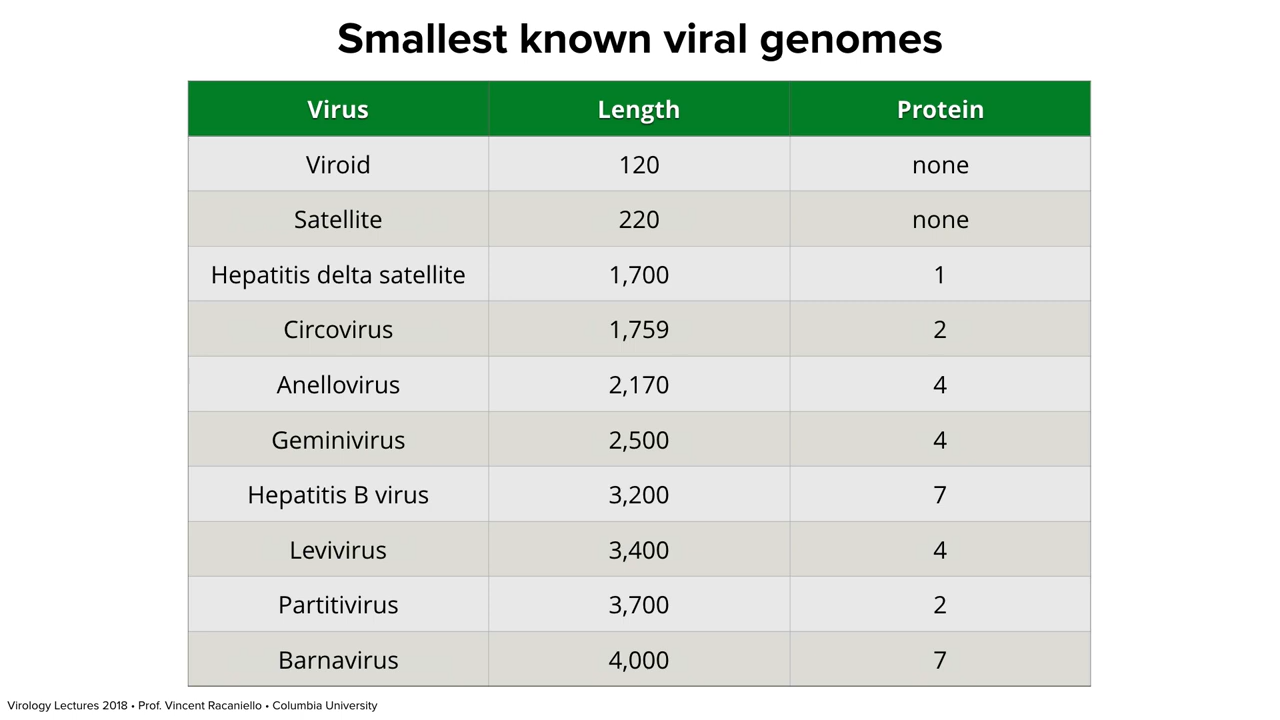 Smallest known viral genomes
Virus Length Protein
Viroid 120 none
Satellite 220 none
Hepatitis delta satellite 1,700 1
Circovirus 1,759 2
Anellovirus 2,170 4
Geminivirus 2,500 4
Hepatitis B virus 3,200 7
Levivirus 3,400 4
Partitivirus 3,700 2
Barnavirus 4,000 7
Virology Lectures 2018 • Prof. Vincent Racaniello • Columbia University